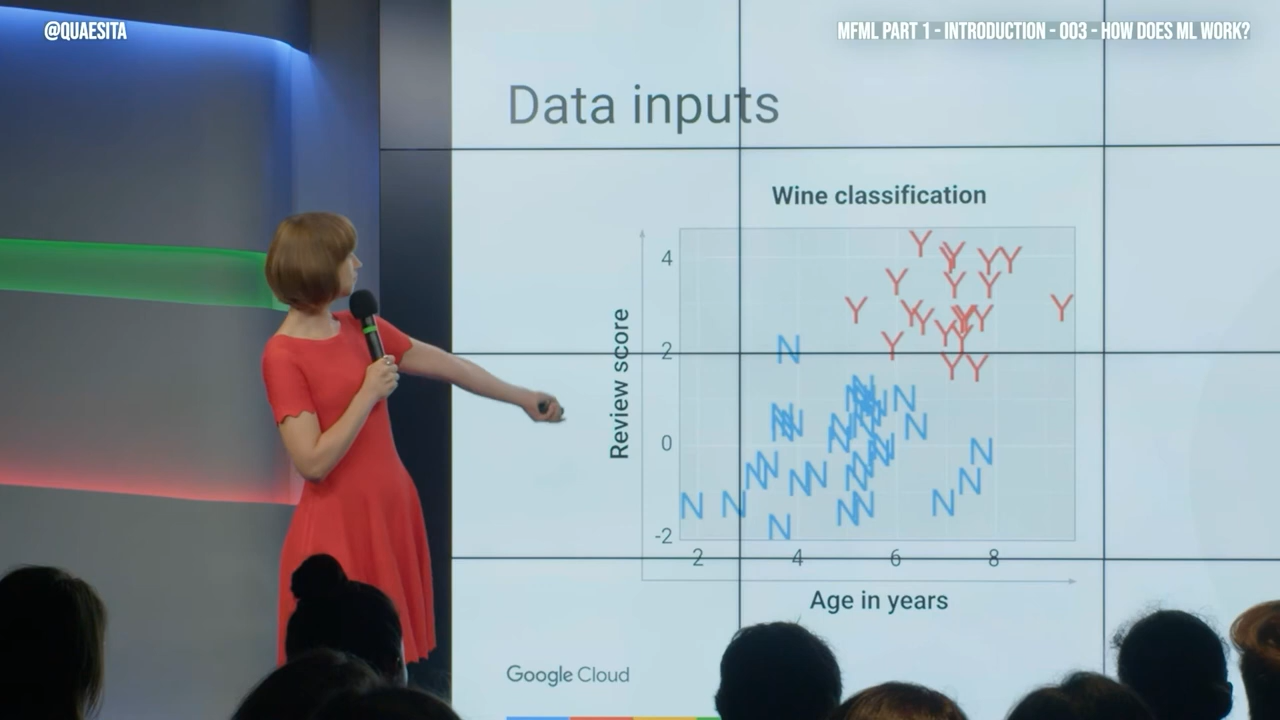 @QUAESITA
MFML PART 1 - INTRODUCTION - 003 - HOW DOES ML WORK?
Data inputs
Wine classification
Review score
4
2
0
-2
2 4 6 8
Age in years
Google Cloud